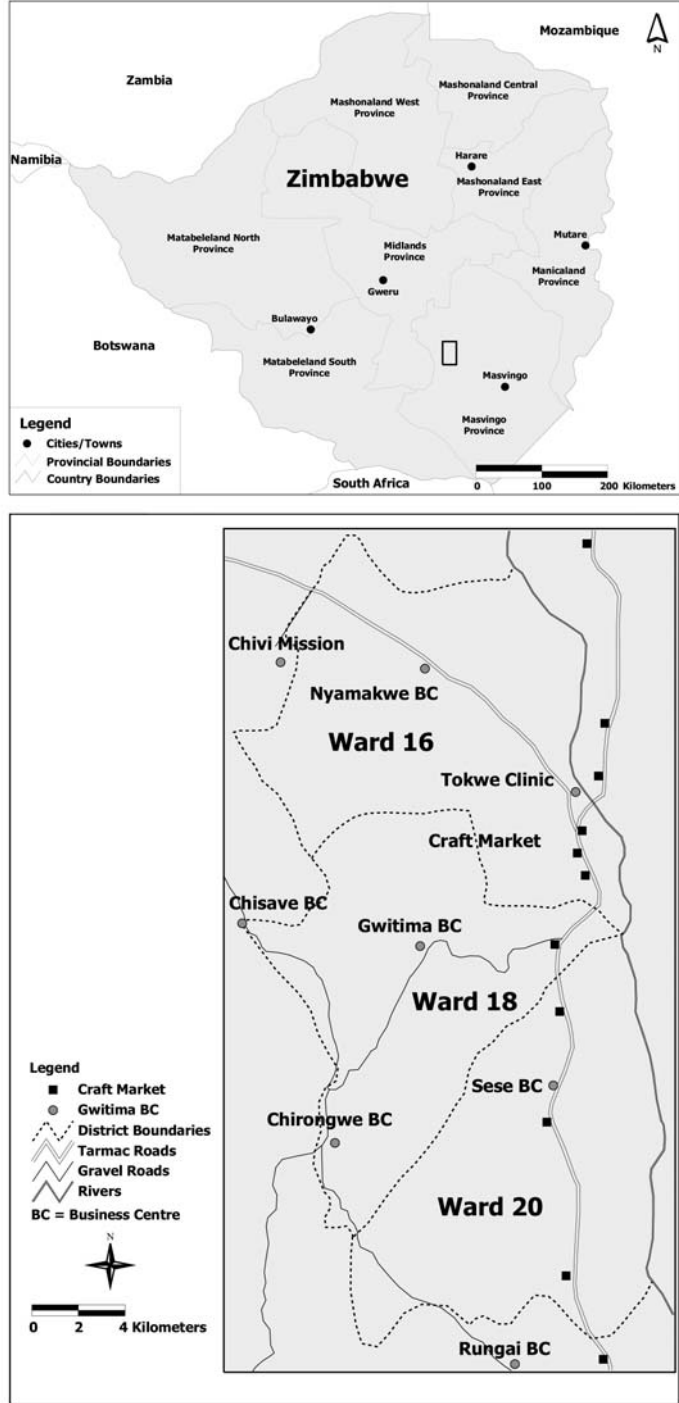 Mozambique
N
Zambia
Mashonaland Central
Province
Mashonaland West
Province
Namibia
Harare
Zimbabwe
Mashonaland East
Province
Matabeleland North
Province
Midlands
Province
Mutare
Manicaland
Province
Gweru
Bulawayo
Botswana
Matabeleland South
Province
Masvingo
Masvingo
Province
Legend
Cities/Towns
Provincial Boundaries
Country Boundaries
South Africa
0 100 200 Kilometers
Chivi Mission
Nyamakwe BC
Ward 16
Tokwe Clinic
Craft Market
Chisave BC
Gwitima BC
Ward 18
Sese BC
Chirongwe BC
Ward 20
Rungai BC
Legend
Craft Market
Gwitima BC
District Boundaries
Tarmac Roads
Gravel Roads
Rivers
BC = Business Centre
N
0 2 4 Kilometers